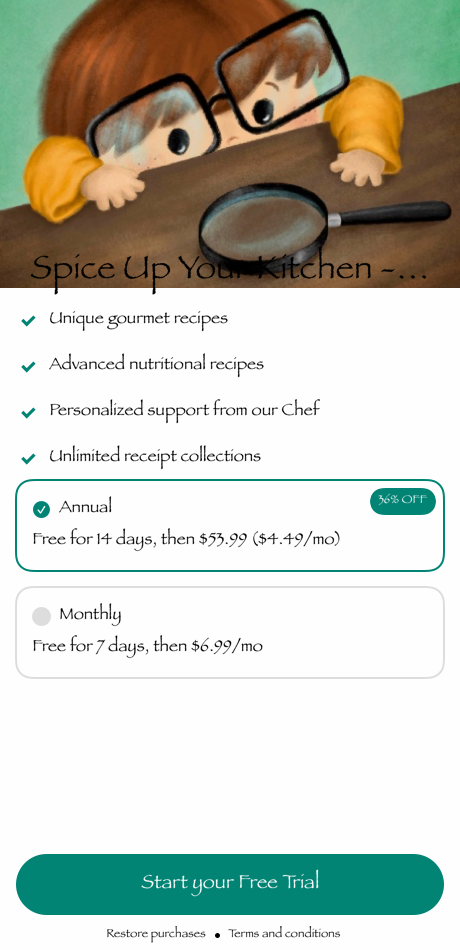 Spice Up Your Kitchen -...
Unique gourmet recipes
Advanced nutritional recipes
Personalized support from our Chef
Unlimited receipt collections
Annual
36% OFF
Free for 14 days, then $53.99 ($4.49/mo)
Monthly
Free for 7 days, then $6.99/mo
Start your Free Trial
Restore purchases • Terms and conditions